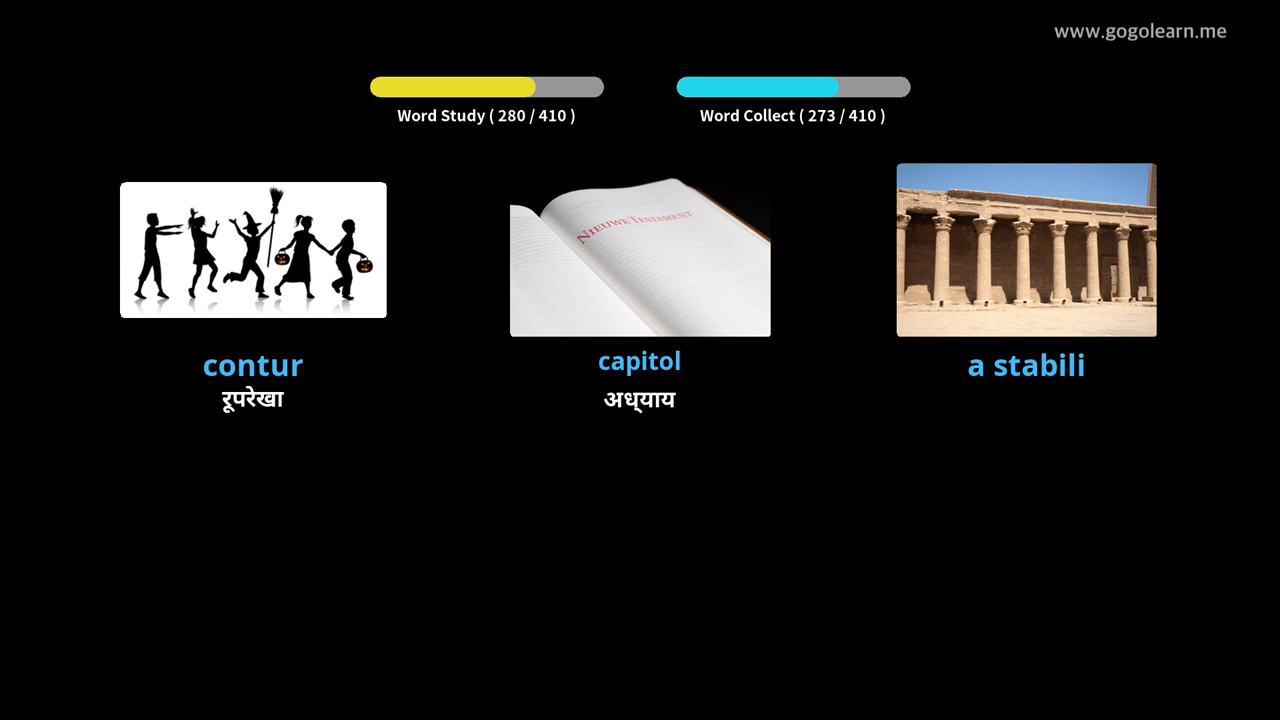 www.gogolearn.me
Word Study ( 280 / 410 )
Word Collect ( 273 / 410 )
NIEUWE TESTAMENT
contur
रूपरेखा
capitol
अध्याय
a stabili